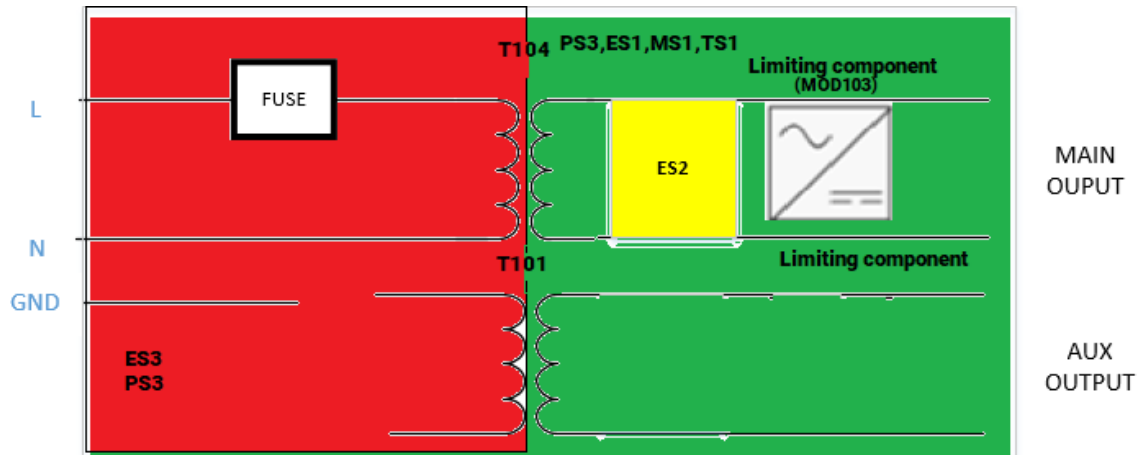 T104
PS3,ES1,MS1,TS1
Limiting component
(MOD103)
L
FUSE
ES2
MAIN
OUPUT
N
T101
Limiting component
GND
ES3
PS3
AUX
OUTPUT